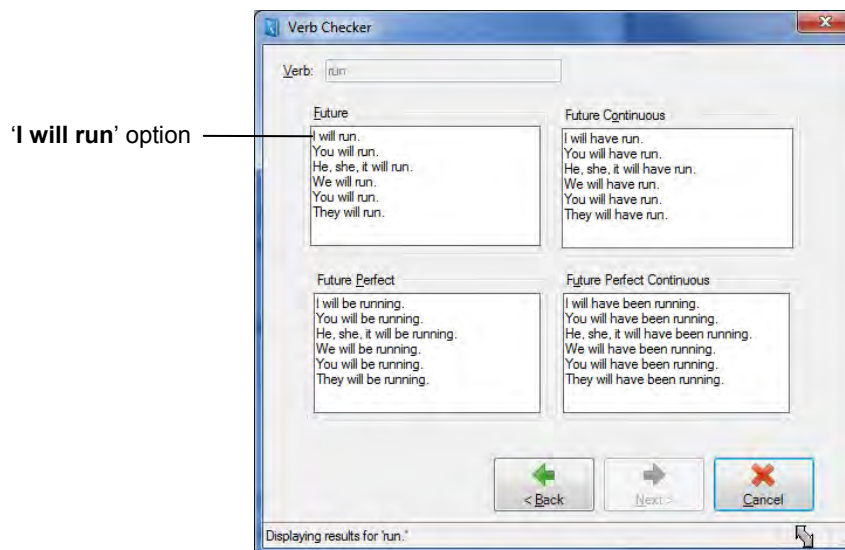 Verb Checker
Verb: run
'I will run' option
Future
I will run.
You will run.
He, she, it will run.
We will run.
You will run.
They will run.
Future Continuous
I will have run.
You will have run.
He, she, it will have run.
We will have run.
You will have run.
They will have run.
Future Perfect
I will be running.
You will be running.
He, she, it will be running.
We will be running.
You will be running.
They will be running.
Future Perfect Continuous
I will have been running.
You will have been running.
He, she, it will have been running.
We will have been running.
You will have been running.
They will have been running.
< Back
Next >
Cancel
Displaying results for 'run.'